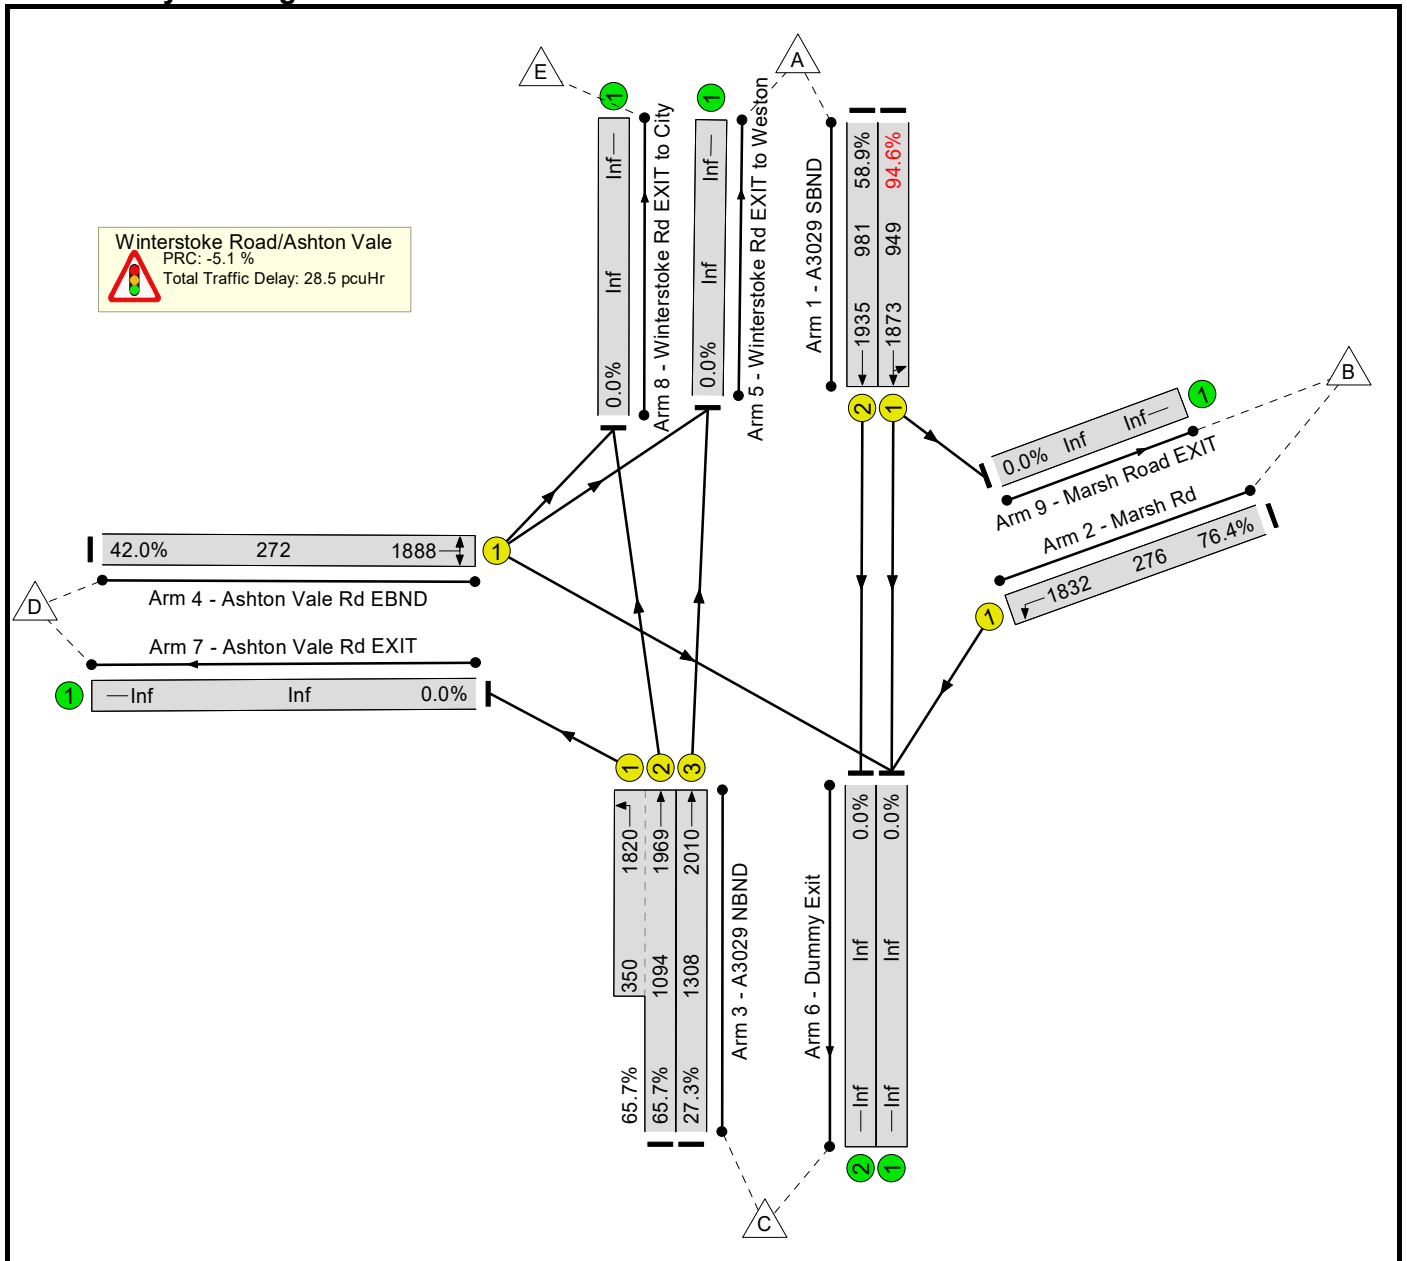 E
A
1
1
Inf
Inf
0.0%
Arm 8 - Winterstoke Rd EXIT to City
Inf
Inf
0.0%
Arm 5 - Winterstoke Rd EXIT to Weston
Arm 1 - A3029 SBND
58.9%
981
1935
94.6%
949
1873
2
1
Winterstoke Road/Ashton Vale
PRC: -5.1 %
Total Traffic Delay: 28.5 pcuHr
B
1
0.0% Inf Inf
Arm 9 - Marsh Road EXIT
Arm 2 - Marsh Rd
1832 276 76.4%
1
42.0% 272 1888
1
Arm 4 - Ashton Vale Rd EBND
D
Arm 7 - Ashton Vale Rd EXIT
1
Inf Inf 0.0%
1
2
3
1820
350
65.7%
1969
1094
65.7%
2010
1308
27.3%
Arm 3 - A3029 NBND
Arm 6 - Dummy Exit
0.0%
Inf
Inf
0.0%
Inf
Inf
2
1
C